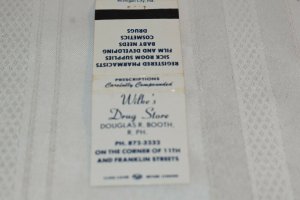 REGISTERED PHARMACISTS
SICK ROOM SUPPLIES
FILM AND DEVELOPING
BABY NEEDS
COSMETICS
DRUGS
PRESCRIPTIONS
Carefully Compounded
Wilke's
Drug Store
DOUGLAS R. BOOTH,
R. PH.
PH. 873-3333
ON THE CORNER OF 11TH
AND FRANKLIN STREETS